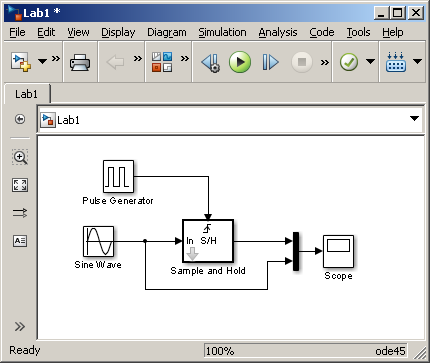 Lab1 *
File Edit View Display Diagram Simulation Analysis Code Tools Help
» » »
Lab1
Lab1
Pulse Generator
In S/H
Sine Wave
Sample and Hold
Scope
»
Ready 100% ode45